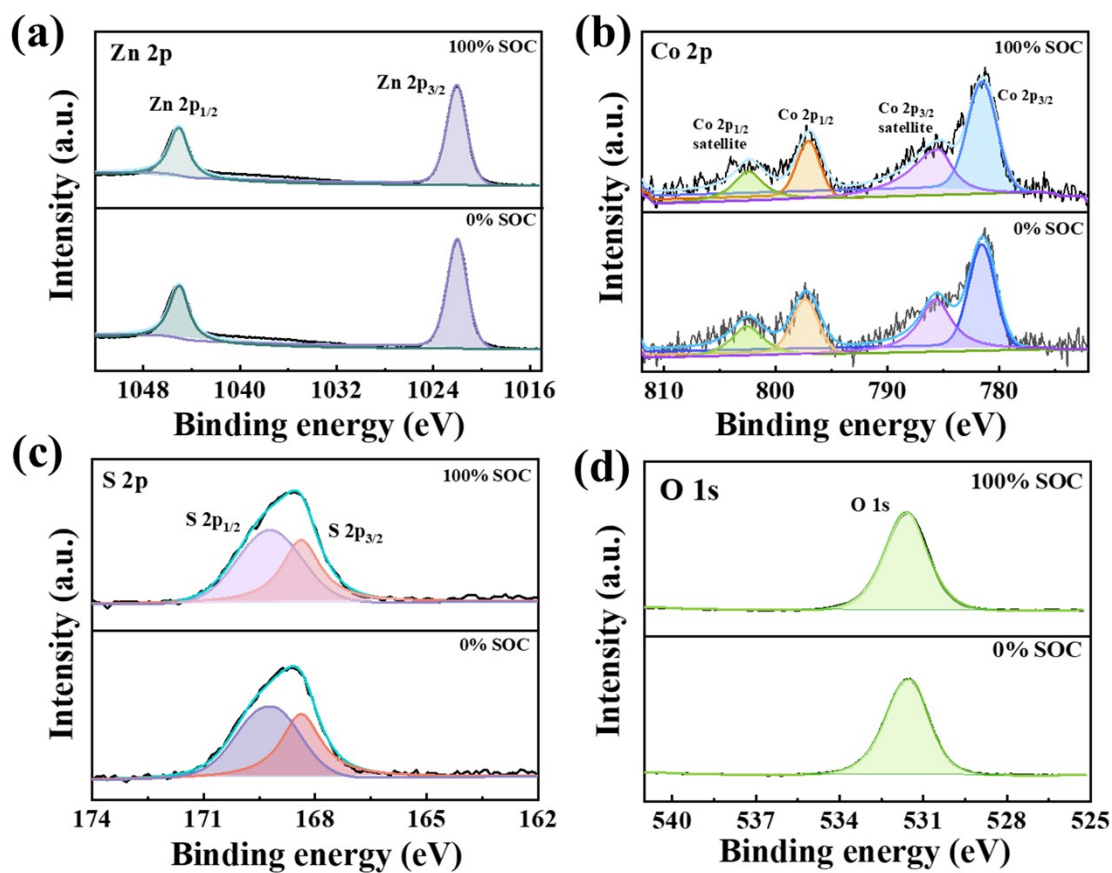 (a)
Zn 2p
100% SOC
Zn 2p1/2
Zn 2p3/2
0% SOC
Intensity (a.u.)
1048 1040 1032 1024 1016
Binding energy (eV)
(b)
Co 2p
100% SOC
Co 2p1/2
satellite
Co 2p1/2
Co 2p3/2
satellite
Co 2p3/2
0% SOC
Intensity (a.u.)
810 800 790 780
Binding energy (eV)
(c)
S 2p
100% SOC
S 2p1/2
S 2p3/2
0% SOC
Intensity (a.u.)
174 171 168 164 162
Binding energy (eV)
(d)
O 1s
100% SOC
O 1s
0% SOC
Intensity (a.u.)
540 537 534 531 528 525
Binding energy (eV)